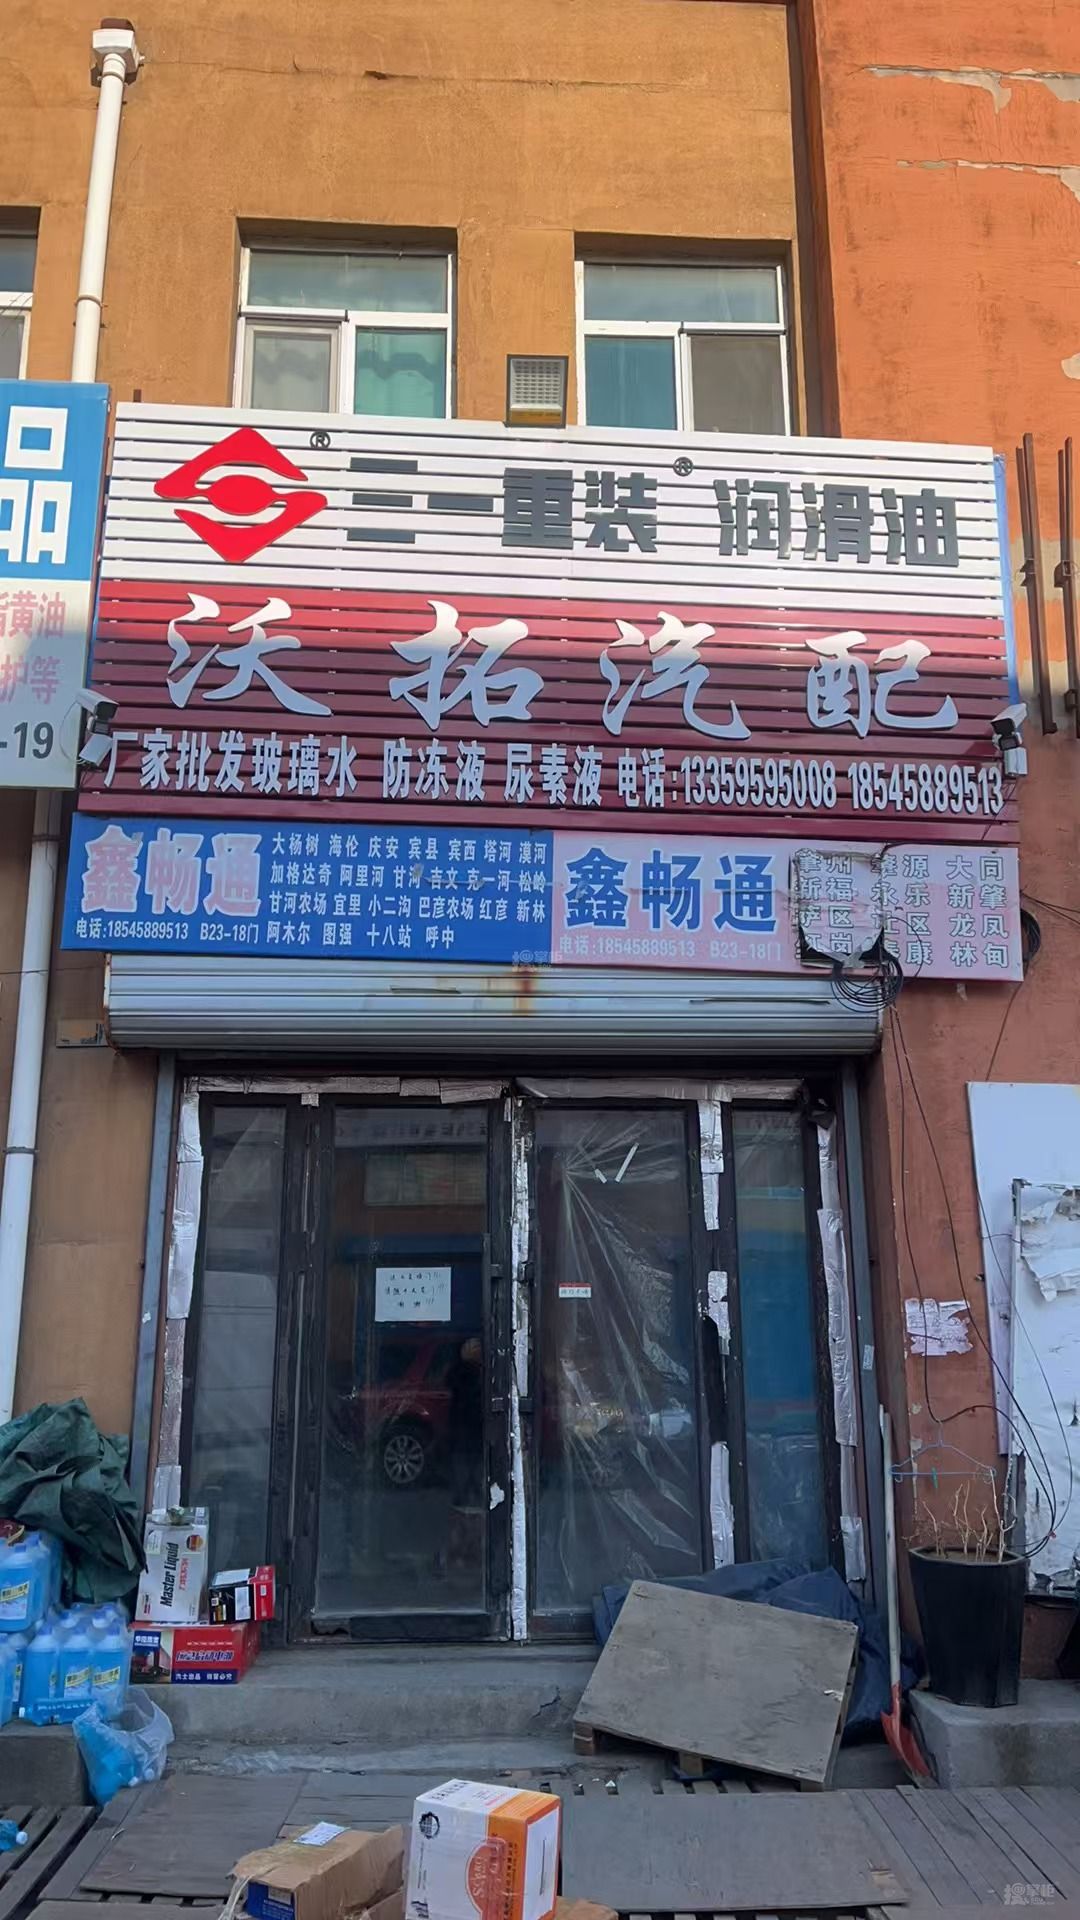 品
品
脂黄油
护等
-19
® 三一重装® 润滑油
沃拓汽配
厂家批发玻璃水 防冻液 尿素液 电话:13359595008 18545889513
鑫畅通
大杨树 海伦 庆安 宾县 宾西 塔河 漠河
加格达奇 阿里河 甘河 吉文 克一河 松岭
甘河农场 宜里 小二沟 巴彦农场 红彦 新林
电话:18545889513 B23-18门 阿木尔 图强 十八站 呼中
鑫畅通
肇州 肇源 大同
新福 永乐 新肇
萨区 让区 龙凤
红岗 泰康 林甸
电话:18545889513 B23-18门
Master Liquid